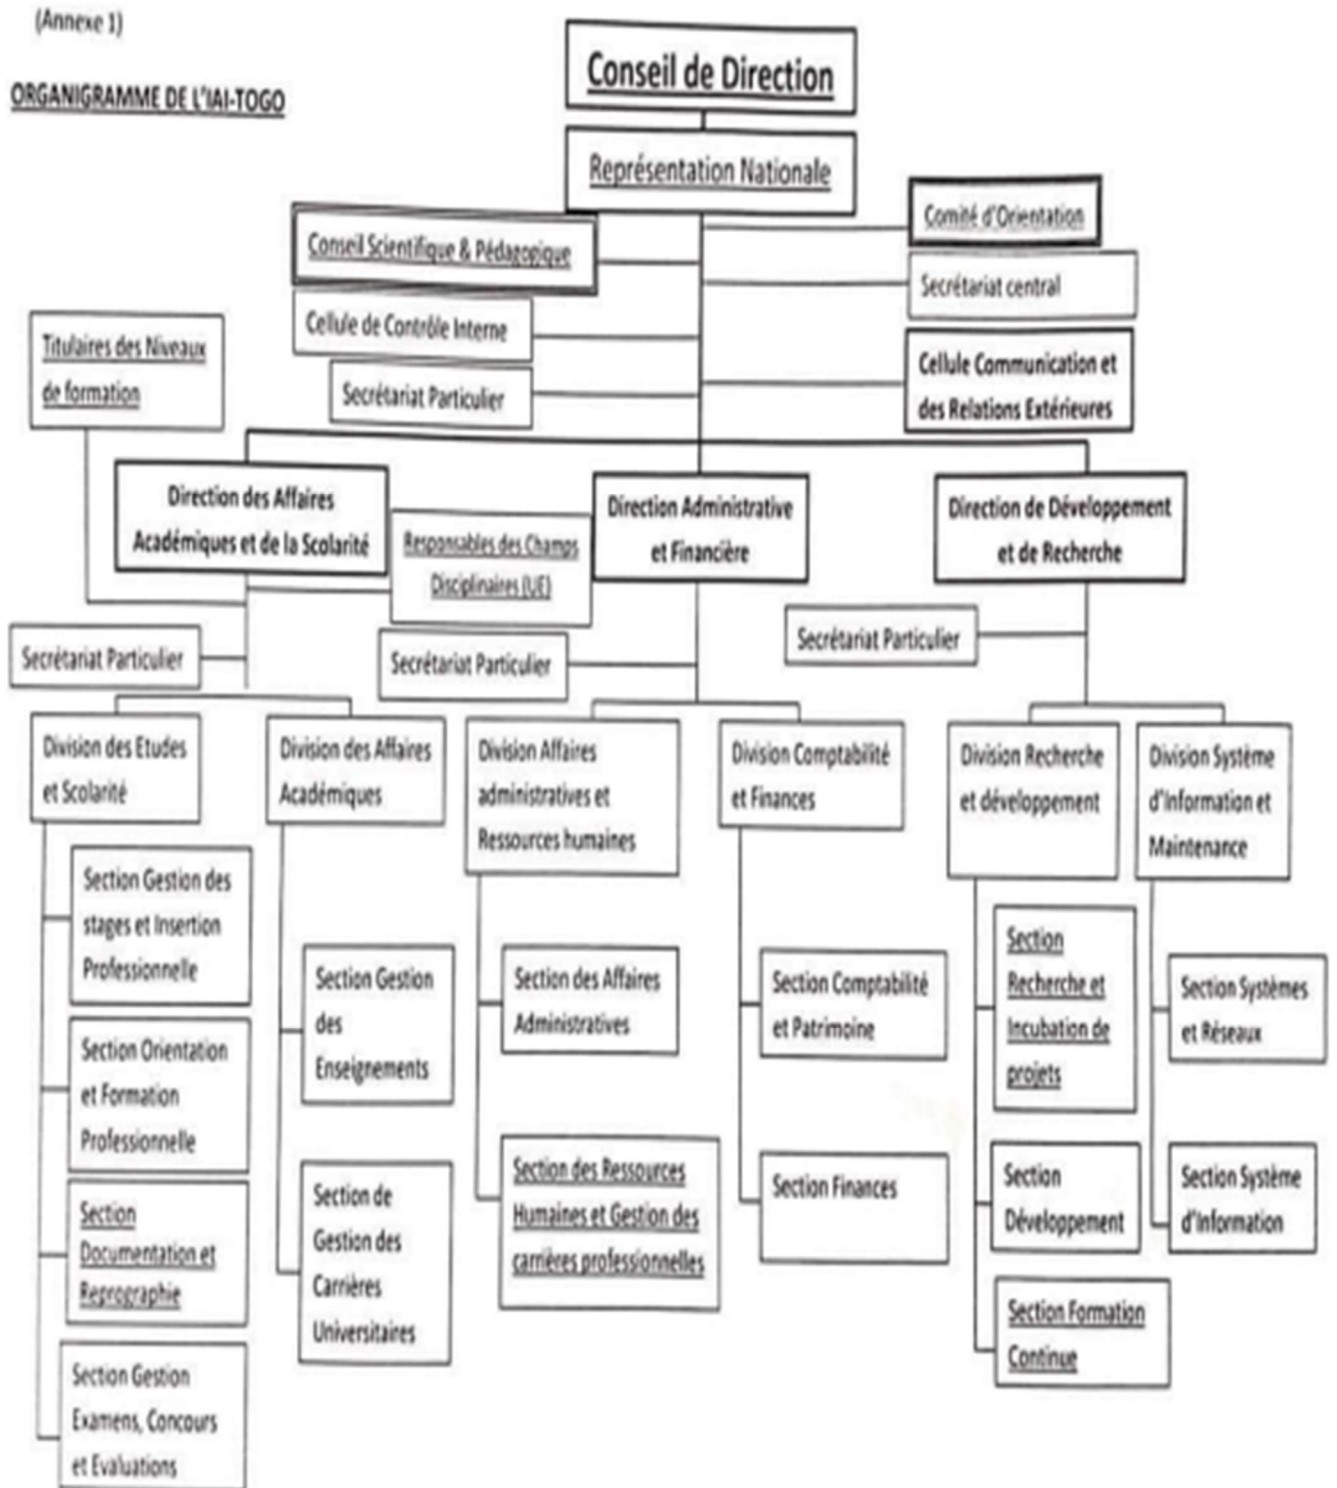 (Annexe 1)
ORGANIGRAMME DE L'IAI-TOGO
Conseil de Direction
Représentation Nationale
Comité d'Orientation
Conseil Scientifique & Pédagogique
Secrétariat central
Cellule de Contrôle Interne
Titulaires des Niveaux
de formation
Cellule Communication et
des Relations Extérieures
Secrétariat Particulier
Direction des Affaires
Académiques et de la Scolarité
Responsables des Champs
Disciplinaires (UE)
Direction Administrative
et Financière
Direction de Développement
et de Recherche
Secrétariat Particulier
Secrétariat Particulier
Secrétariat Particulier
Division des Etudes
et Scolarité
Division des Affaires
Académiques
Division Affaires
administratives et
Ressources humaines
Division Comptabilité
et Finances
Division Recherche
et développement
Division Système
d'Information et
Maintenance
Section Gestion des
stages et Insertion
Professionnelle
Section Orientation
et Formation
Professionnelle
Section
Documentation et
Reprographie
Section Gestion
Examens, Concours
et Evaluations
Section Gestion
des
Enseignements
Section de
Gestion des
Carrières
Universitaires
Section des Affaires
Administratives
Section des Ressources
Humaines et Gestion des
carrières professionnelles
Section Comptabilité
et Patrimoine
Section Finances
Section
Recherche et
Incubation de
projets
Section
Développement
Section Formation
Continue
Section Systèmes
et Réseaux
Section Système
d'Information